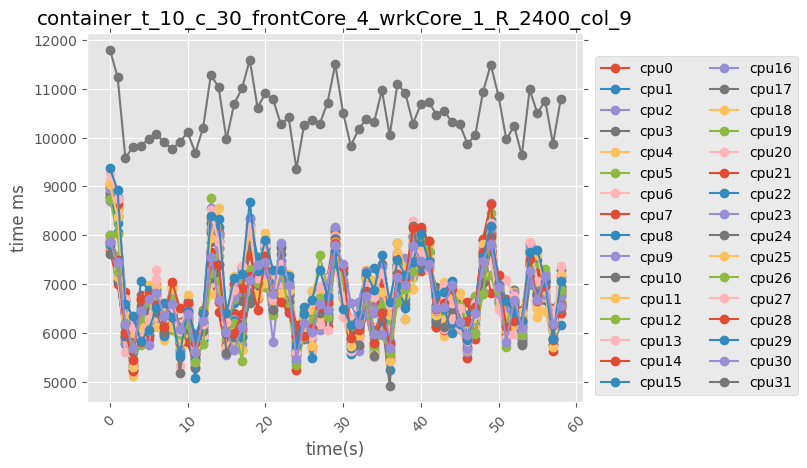 container_t_10_c_30_frontCore_4_wrkCore_1_R_2400_col_9
12000
11000
10000
9000
8000
7000
6000
5000
time ms
0
10
20
30
40
50
60
time(s)
cpu0
cpu1
cpu2
cpu3
cpu4
cpu5
cpu6
cpu7
cpu8
cpu9
cpu10
cpu11
cpu12
cpu13
cpu14
cpu15
cpu16
cpu17
cpu18
cpu19
cpu20
cpu21
cpu22
cpu23
cpu24
cpu25
cpu26
cpu27
cpu28
cpu29
cpu30
cpu31